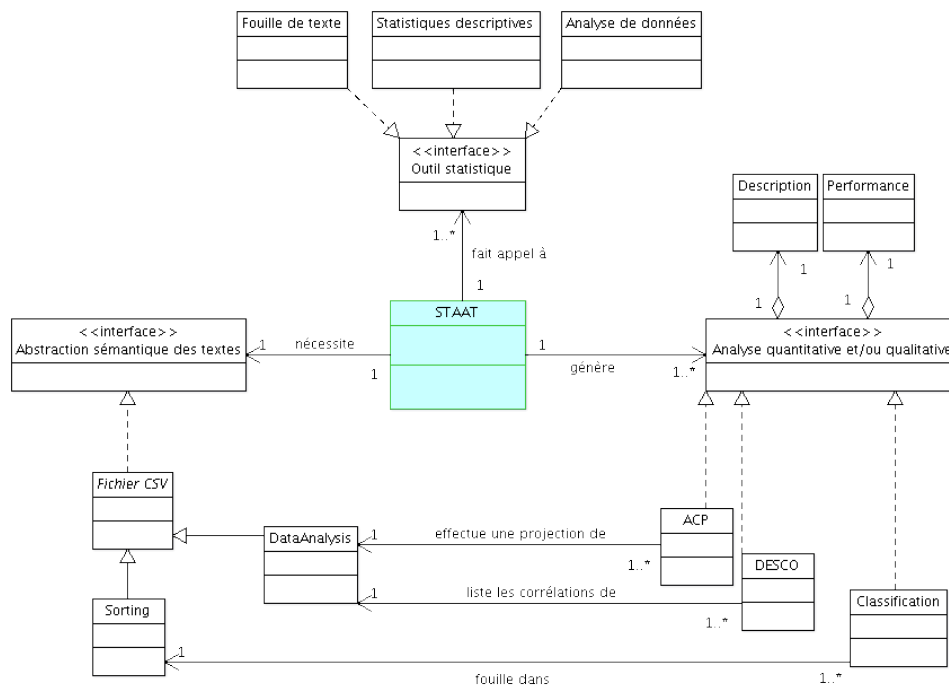 Fouille de texte
Statistiques descriptives
Analyse de données
<<interface>>
Outil statistique
Description
Performance
1..*
fait appel à
1
1
1
1
1
STAAT
<<interface>>
Abstraction sémantique des textes
1
nécessite
1
1
génère
1..*
<<interface>>
Analyse quantitative et/ou qualitative
Fichier CSV
DataAnalysis
1
effectue une projection de
1..*
ACP
1
liste les corrélations de
1..*
DESCO
Sorting
1
fouille dans
1..*
Classification